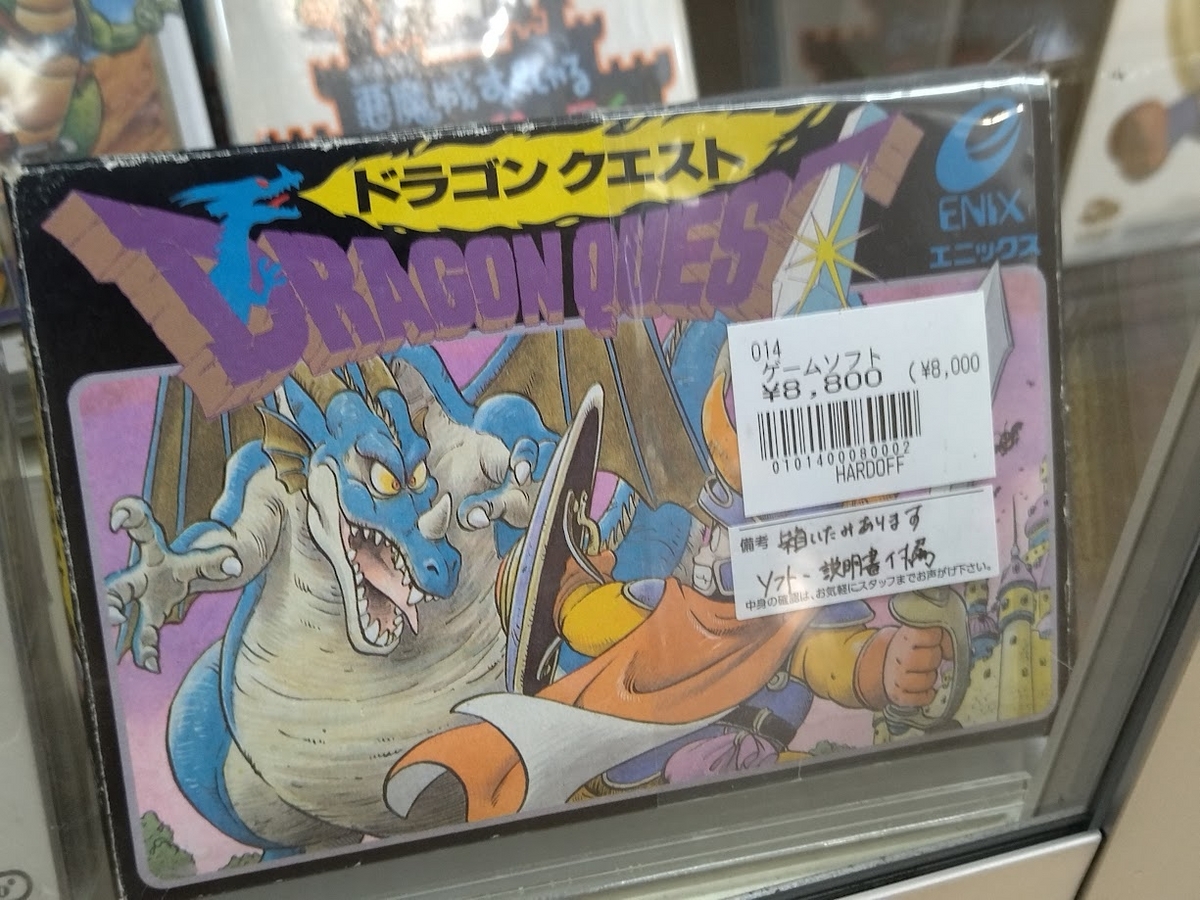 ドラゴンクエスト
DRAGON QUEST
ENIX
エニックス
014
ゲームソフト
¥8,800 (¥8,000
0101400080002
HARDOFF
備考 箱いたみあります
ソフト・説明書付属
中身の確認は、お気軽にスタッフまでお声がけ下さい。